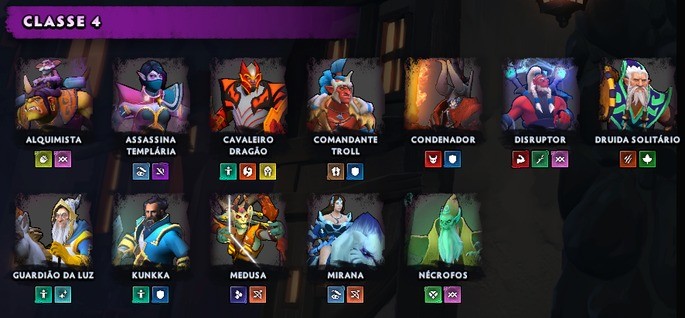 CLASSE 4
ALQUIMISTA
ASSASSINA
TEMPLÁRIA
CAVALEIRO
DRAGÃO
COMANDANTE
TROLL
CONDENADOR
DISRUPTOR
DRUIDA SOLITÁRIO
GUARDIÃO DA LUZ
KUNKKA
MEDUSA
MIRANA
NÉCROFOS